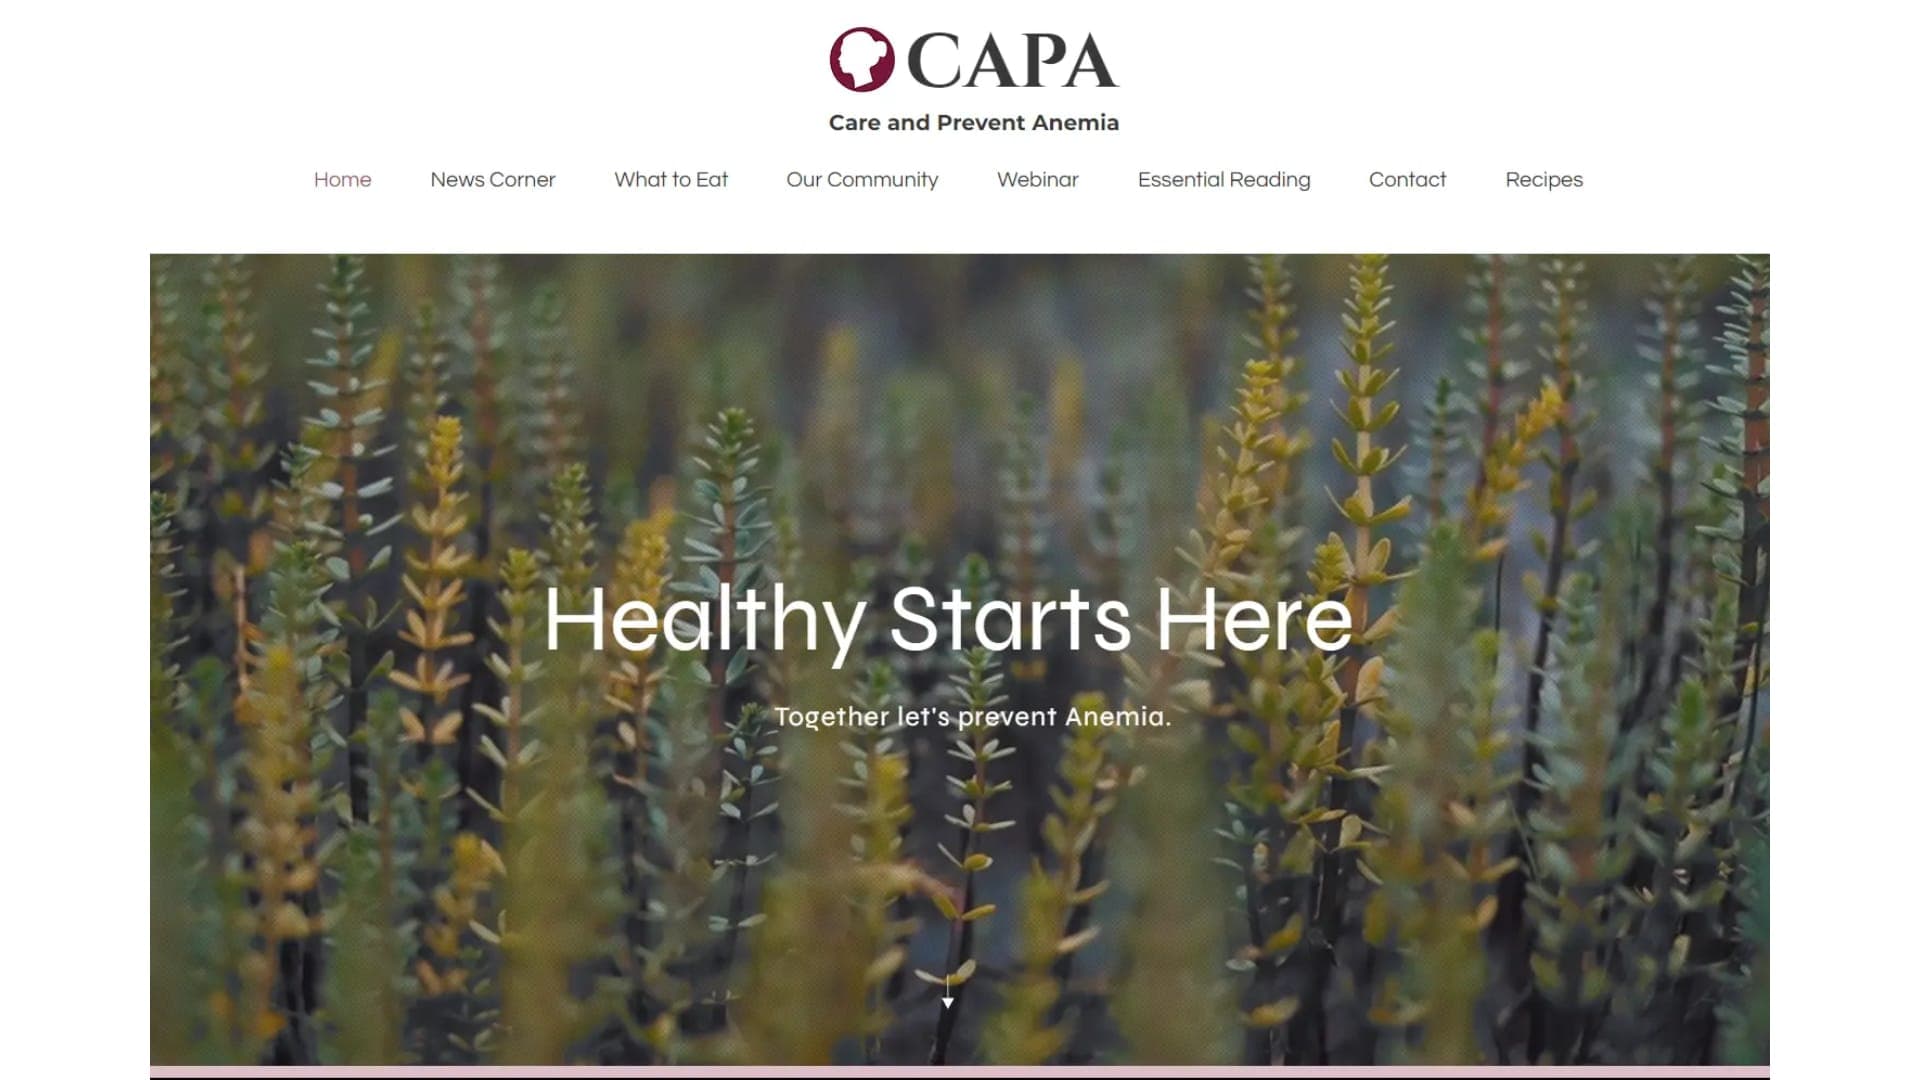 CAPA
Care and Prevent Anemia
Home News Corner What to Eat Our Community Webinar Essential Reading Contact Recipes
Healthy Starts Here
Together let's prevent Anemia.